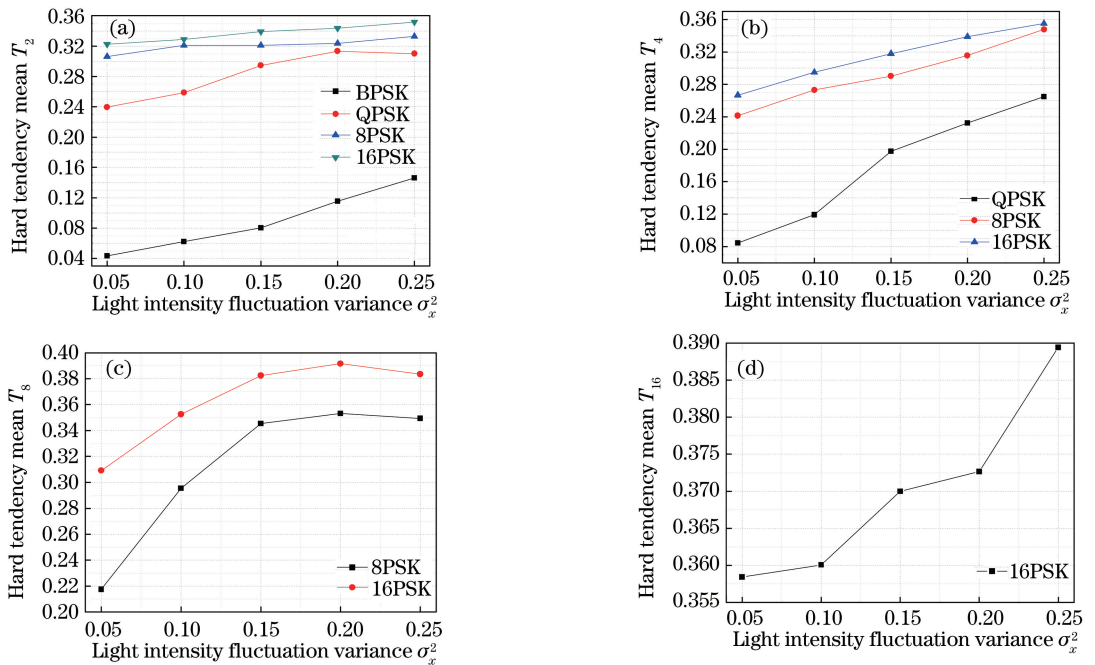 (a)
Hard tendency mean T₂
0.36
0.32
0.28
0.24
0.20
0.16
0.12
0.08
0.04
BPSK
QPSK
8PSK
16PSK
0.05 0.10 0.15 0.20 0.25
Light intensity fluctuation variance σₓ²
(b)
Hard tendency mean T₄
0.36
0.32
0.28
0.24
0.20
0.16
0.12
0.08
QPSK
8PSK
16PSK
0.05 0.10 0.15 0.20 0.25
Light intensity fluctuation variance σₓ²
(c)
Hard tendency mean T₈
0.40
0.38
0.36
0.34
0.32
0.30
0.28
0.26
0.24
0.22
0.20
8PSK
16PSK
0.05 0.10 0.15 0.20 0.25
Light intensity fluctuation variance σₓ²
(d)
Hard tendency mean T₁₆
0.390
0.385
0.380
0.375
0.370
0.365
0.360
0.355
16PSK
0.05 0.10 0.15 0.20 0.25
Light intensity fluctuation variance σₓ²